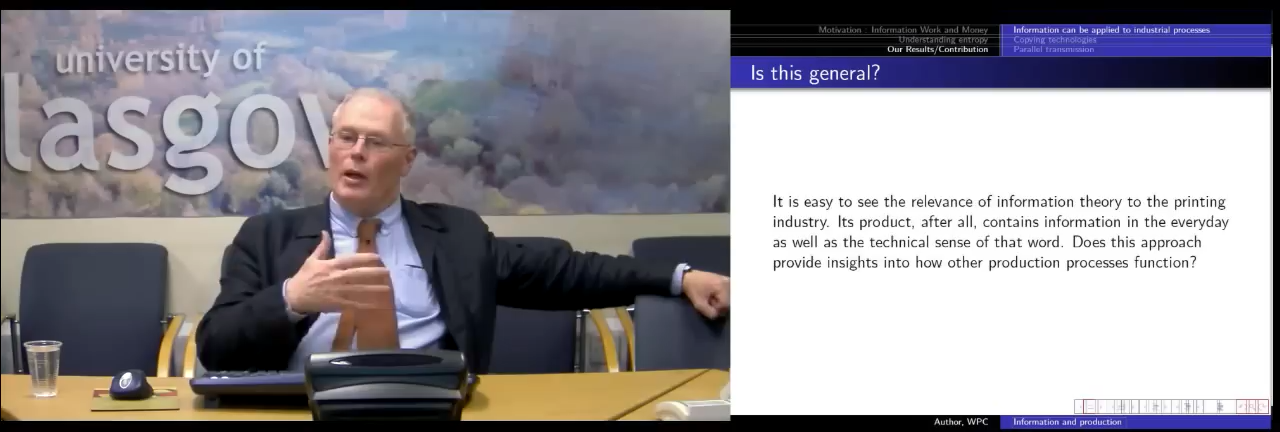 university of
lasgow
Motivation : Information Work and Money
Understanding entropy
Our Results/Contribution
Information can be applied to industrial processes
Copying technologies
Parallel transmission
Is this general?
It is easy to see the relevance of information theory to the printing
industry. Its product, after all, contains information in the everyday
as well as the technical sense of that word. Does this approach
provide insights into how other production processes function?
Author, WPC
Information and production